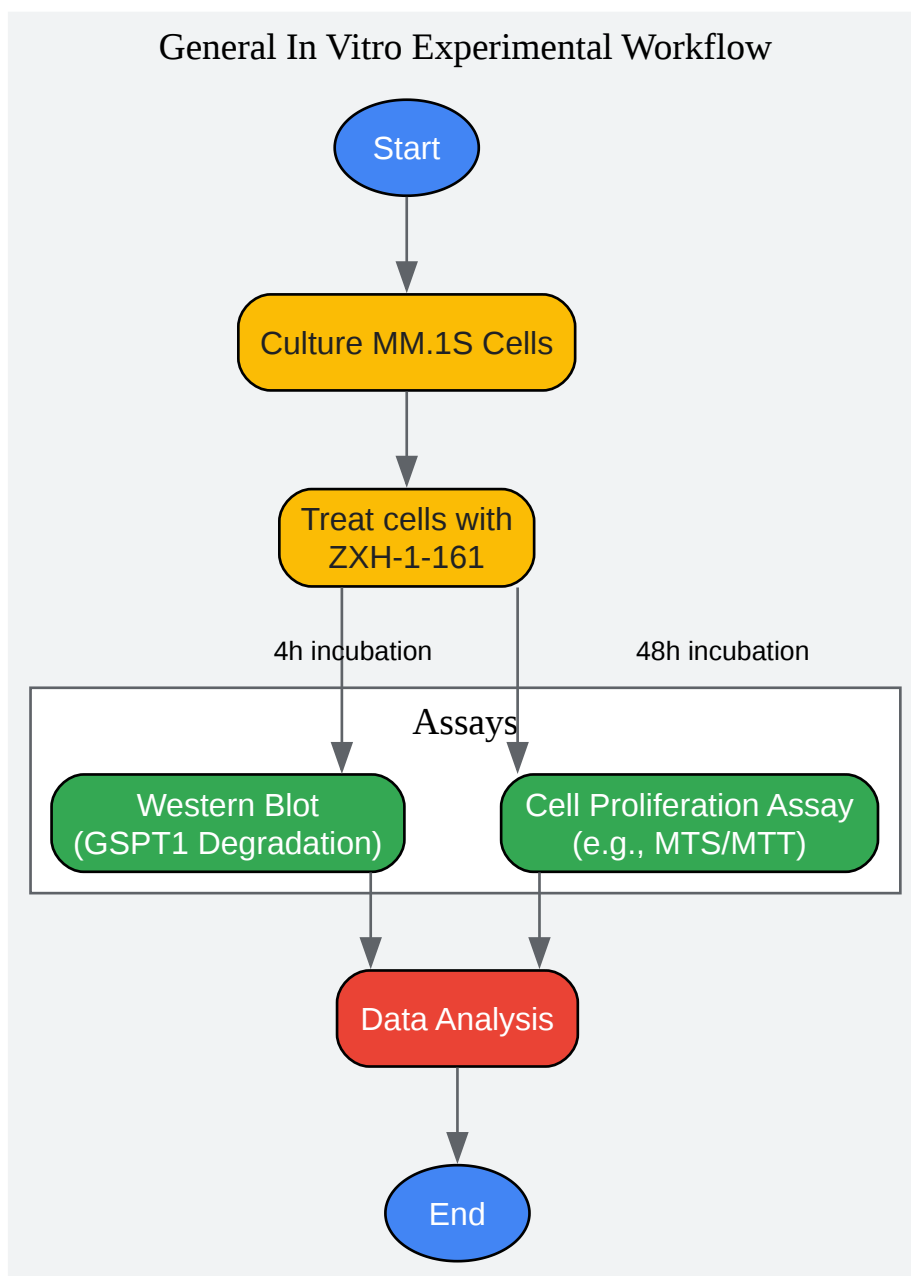 General In Vitro Experimental Workflow
Start
Culture MM.1S Cells
Treat cells with
ZXH-1-161
4h incubation
48h incubation
Assays
Western Blot
(GSPT1 Degradation)
Cell Proliferation Assay
(e.g., MTS/MTT)
Data Analysis
End